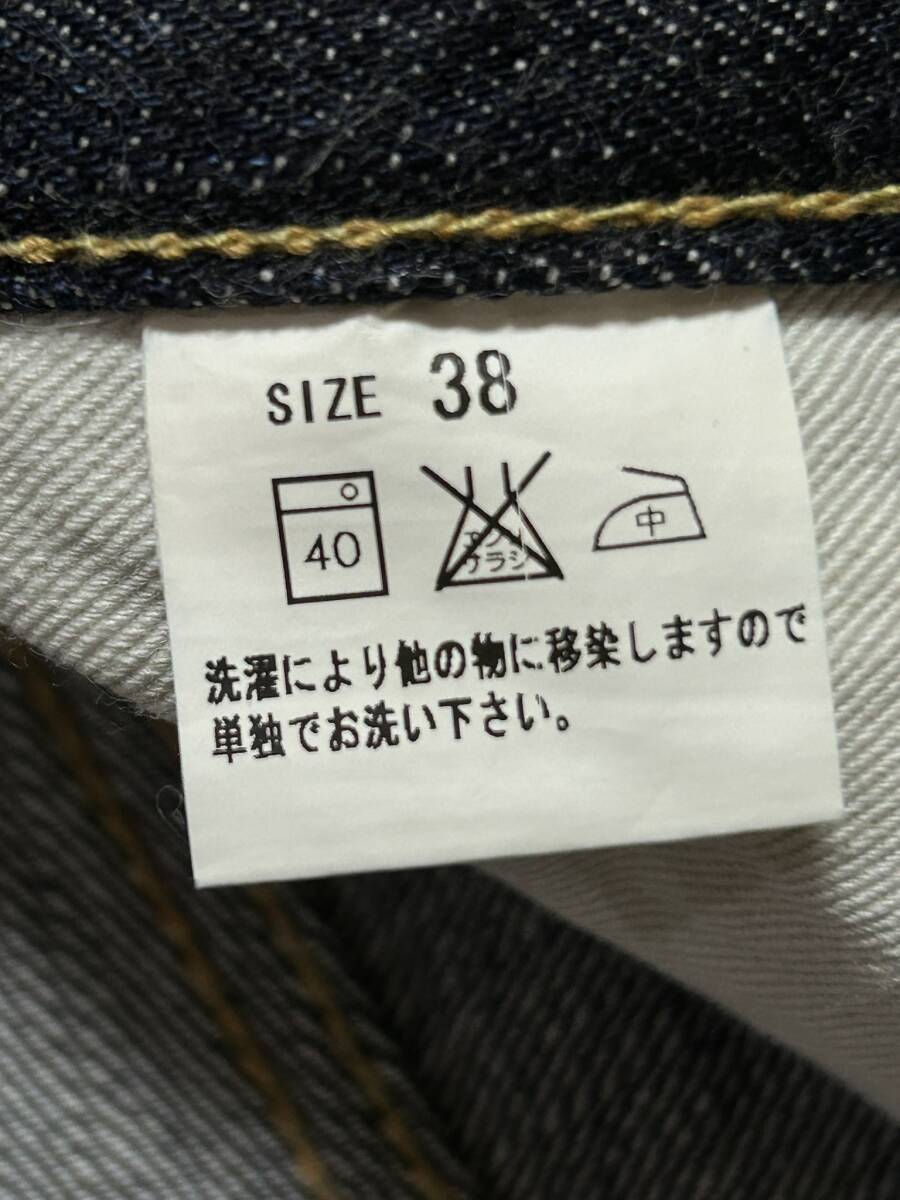 SIZE 38
40
エンソ
サラシ
中
洗濯により他の物に移染しますので
単独でお洗い下さい。